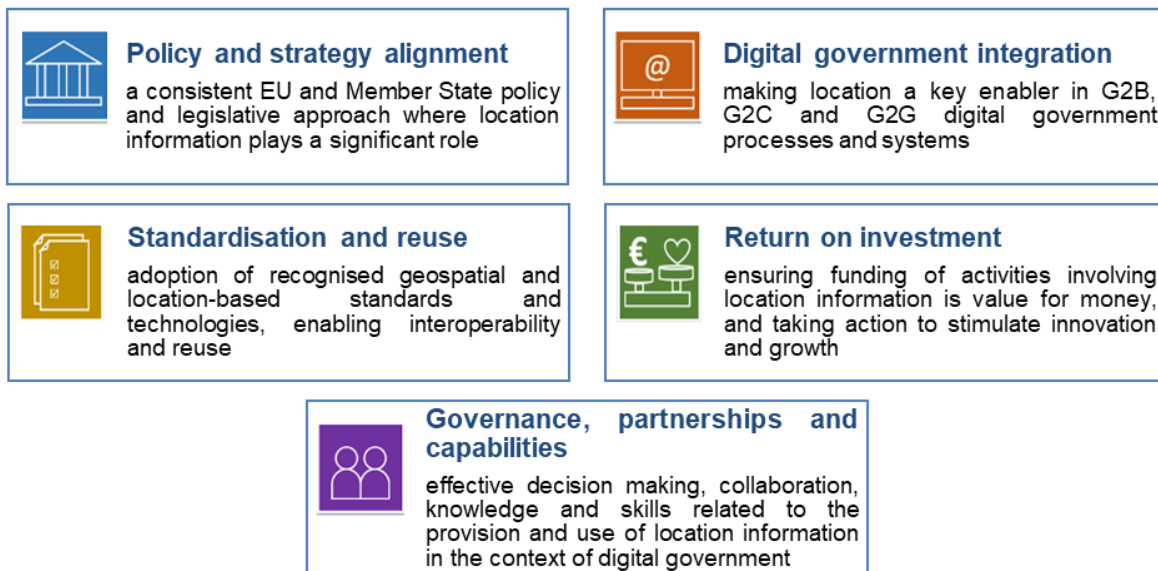 Policy and strategy alignment
a consistent EU and Member State policy
and legislative approach where location
information plays a significant role
@
Digital government integration
making location a key enabler in G2B,
G2C and G2G digital government
processes and systems
Standardisation and reuse
adoption of recognised geospatial and
location-based standards and
technologies, enabling interoperability
and reuse
€
Return on investment
ensuring funding of activities involving
location information is value for money,
and taking action to stimulate innovation
and growth
Governance, partnerships and
capabilities
effective decision making, collaboration,
knowledge and skills related to the
provision and use of location information
in the context of digital government